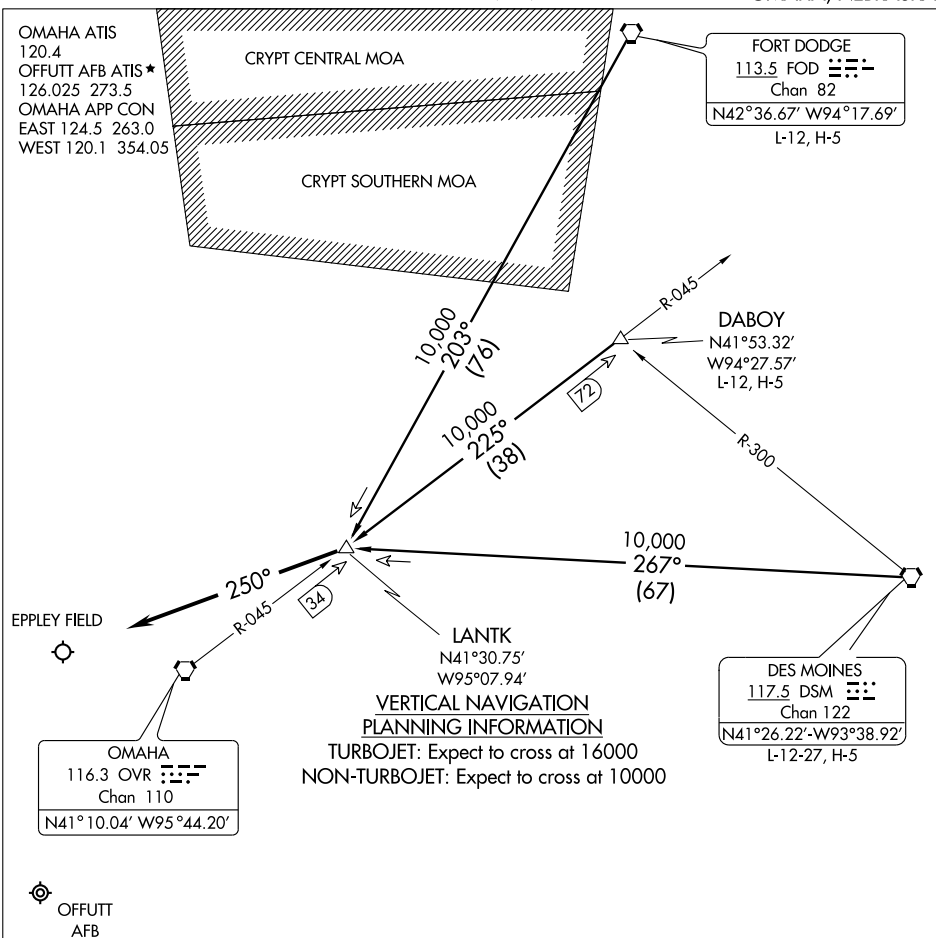 OMAHA ATIS
120.4
OFFUTT AFB ATIS★
126.025 273.5
OMAHA APP CON
EAST 124.5 263.0
WEST 120.1 354.05
CRYPT CENTRAL MOA
CRYPT SOUTHERN MOA
FORT DODGE
113.5 FOD
Chan 82
N42°36.67' W94°17.69'
L-12, H-5
R-045
DABOY
N41°53.32'
W94°27.57'
L-12, H-5
10,000
203°
(76)
72
10,000
225°
(38)
R-300
10,000
267°
(67)
250°
R-045
34
EPPLEY FIELD
LANTK
N41°30.75'
W95°07.94'
VERTICAL NAVIGATION
PLANNING INFORMATION
TURBOJET: Expect to cross at 16000
NON-TURBOJET: Expect to cross at 10000
DES MOINES
117.5 DSM
Chan 122
N41°26.22'-W93°38.92'
L-12-27, H-5
OMAHA
116.3 OVR
Chan 110
N41°10.04' W95°44.20'
OFFUTT
AFB